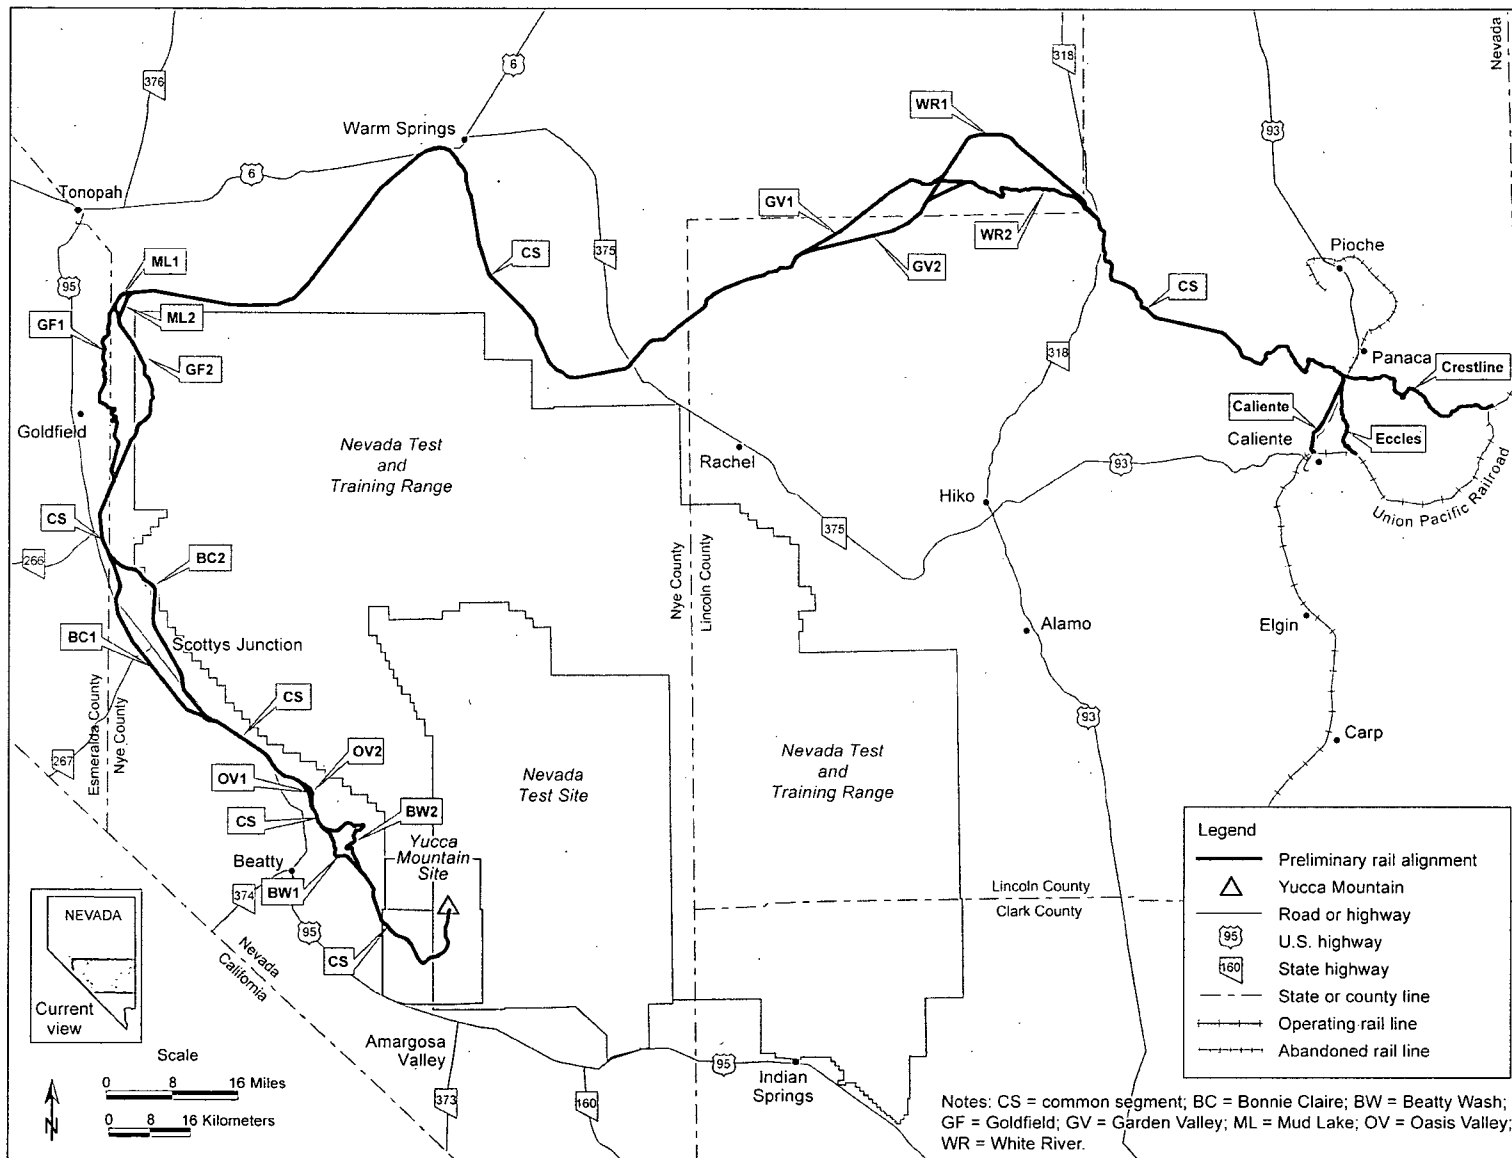 Nevada
376
6
318
WR1
93
Warm Springs
6
Tonopah
GV1
WR2
375
GV2
Pioche
CS
CS
95
ML1
ML2
GF1
GF2
318
Panaca
Crestline
Caliente
Caliente
Eccles
Goldfield
Nevada Test
and
Training Range
Rachel
93
Hiko
Union Pacific Railroad
CS
375
266
BC2
Nye County
Lincoln County
Elgin
Alamo
BC1
Scottys Junction
CS
Esmeralda County
Nye County
93
Carp
267
OV2
OV1
Nevada
Test Site
Nevada Test
and
Training Range
CS
BW2
Yucca
Mountain
Site
Beatty
BW1
374
95
Lincoln County
Clark County
Nevada
California
CS
NEVADA
Current
view
Amargosa
Valley
Scale
0 8 16 Miles
0 8 16 Kilometers
N
373
160
95
Indian
Springs
Legend
Preliminary rail alignment
Yucca Mountain
Road or highway
95
U.S. highway
160
State highway
State or county line
Operating rail line
Abandoned rail line
Notes: CS = common segment; BC = Bonnie Claire; BW = Beatty Wash;
GF = Goldfield; GV = Garden Valley; ML = Mud Lake; OV = Oasis Valley;
WR = White River.